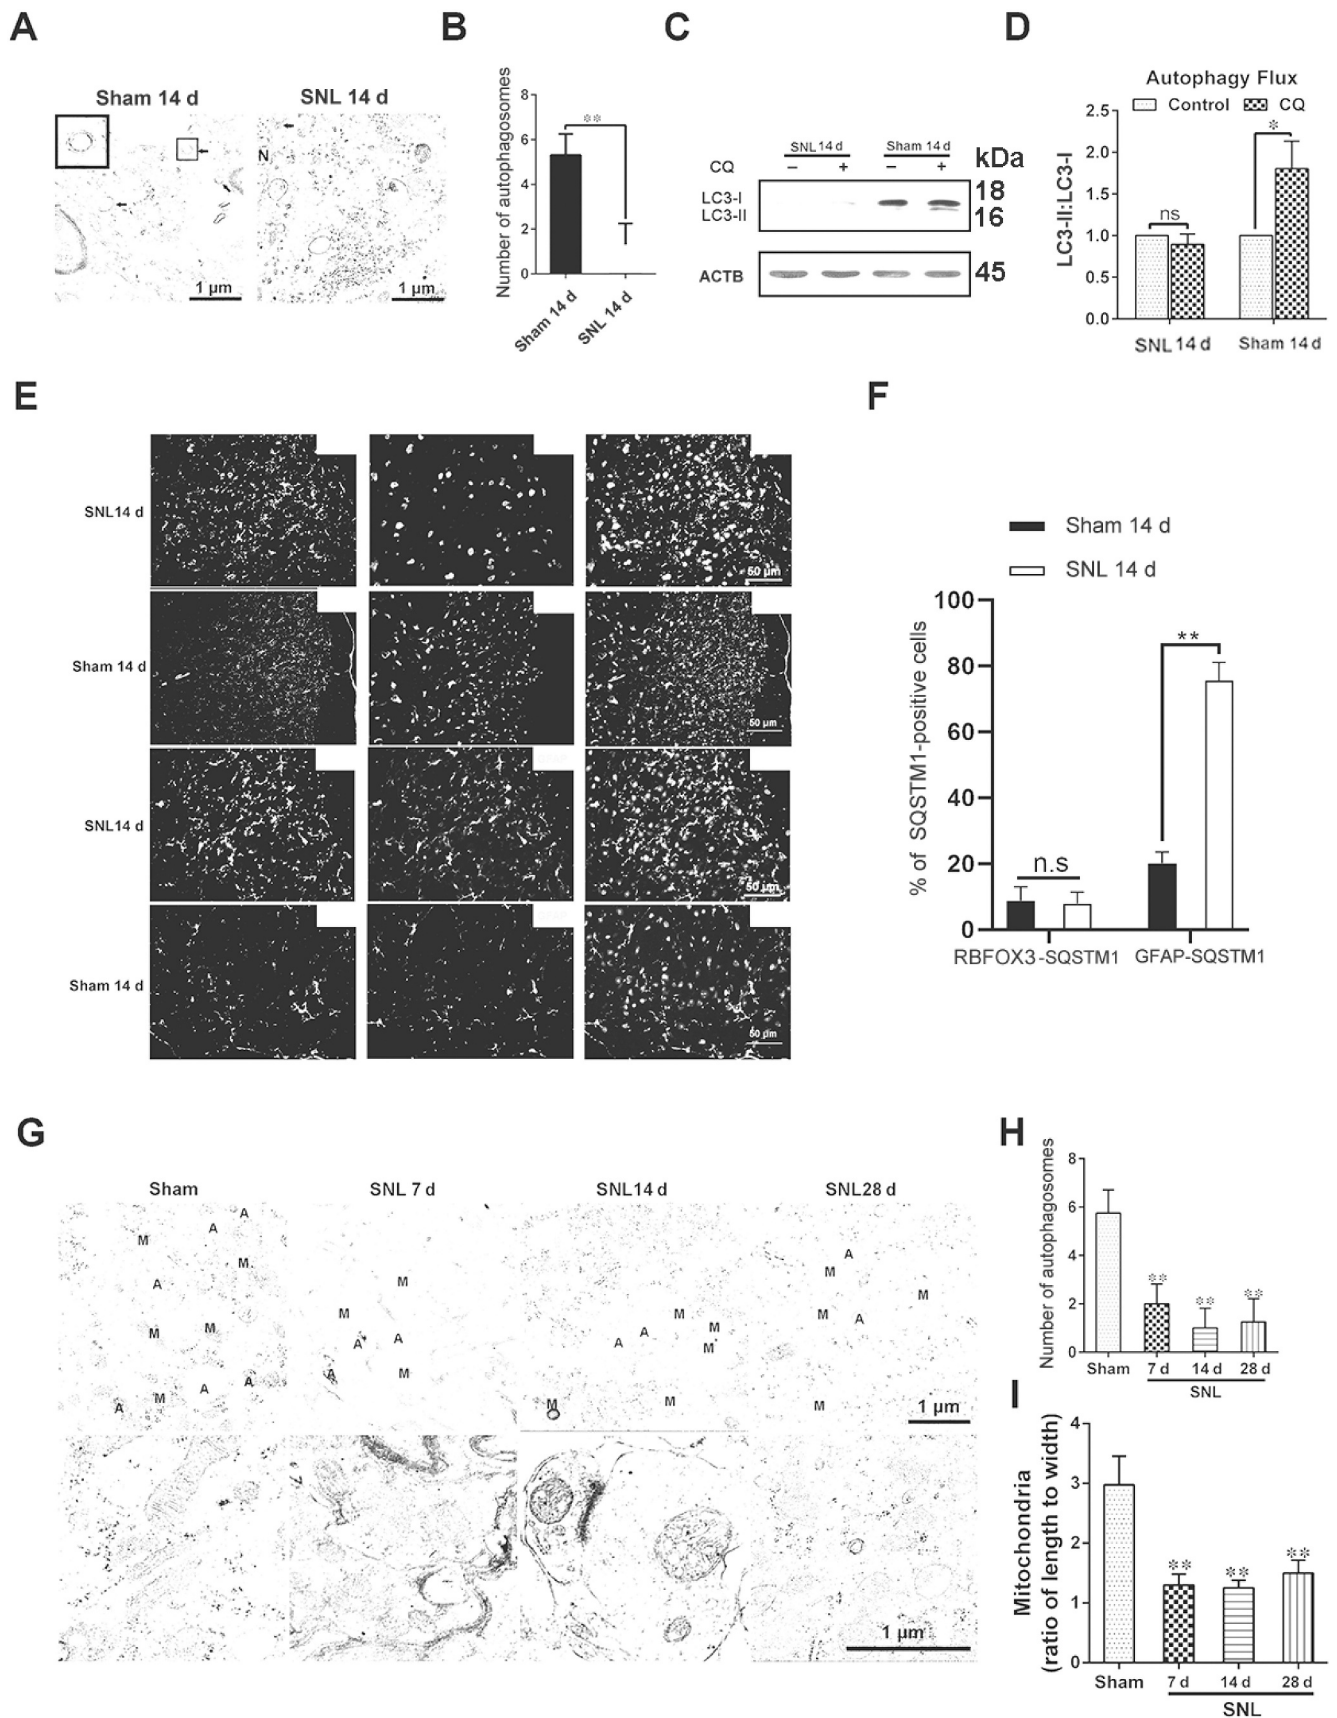 A
B
C
D
Sham 14 d
SNL 14 d
N
1 µm
1 µm
Number of autophagosomes
8
6
4
2
0
**
Sham 14 d
SNL 14 d
SNL 14 d
Sham 14 d
kDa
CQ
−
+
−
+
LC3-I
LC3-II
18
16
ACTB
45
Autophagy Flux
Control
CQ
LC3-II:LC3-I
2.5
2.0
1.5
1.0
0.5
0.0
ns
*
SNL 14 d
Sham 14 d
E
F
SNL14 d
50 µm
Sham 14 d
50 µm
SNL14 d
50 µm
Sham 14 d
50 µm
Sham 14 d
SNL 14 d
% of SQSTM1-positive cells
100
80
60
40
20
0
n.s
**
RBFOX3-SQSTM1
GFAP-SQSTM1
G
H
Sham
SNL 7 d
SNL14 d
SNL28 d
A
A
M
M
A
M
M
A
A
M
A
M
M
A
A
A
M
M
M
A
A
M
M
M
A
M
M
M
A
M
1 µm
1 µm
Number of autophagosomes
8
6
4
2
0
**
**
**
Sham
7 d
14 d
28 d
SNL
I
Mitochondria
(ratio of length to width)
4
3
2
1
0
**
**
**
Sham
7 d
14 d
28 d
SNL